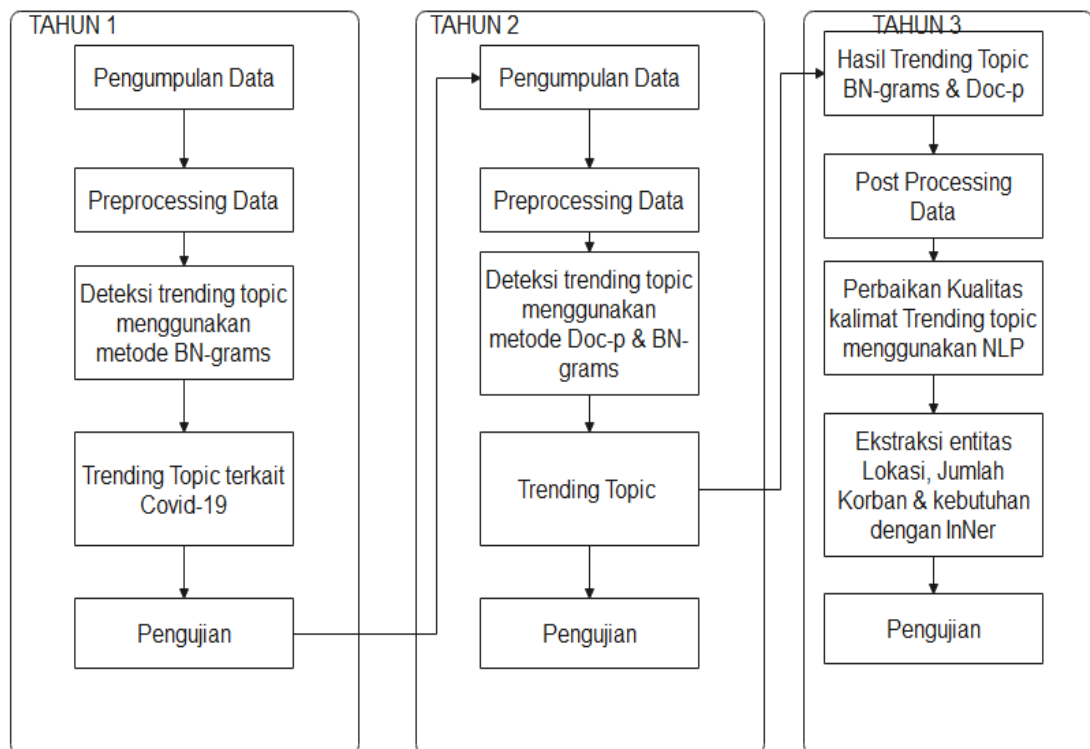 TAHUN 1
Pengumpulan Data
Preprocessing Data
Deteksi trending topic
menggunakan
metode BN-grams
Trending Topic terkait
Covid-19
Pengujian
TAHUN 2
Pengumpulan Data
Preprocessing Data
Deteksi trending topic
menggunakan
metode Doc-p & BN-
grams
Trending Topic
Pengujian
TAHUN 3
Hasil Trending Topic
BN-grams & Doc-p
Post Processing
Data
Perbaikan Kualitas
kalimat Trending topic
menggunakan NLP
Ekstraksi entitas
Lokasi, Jumlah
Korban & kebutuhan
dengan InNer
Pengujian